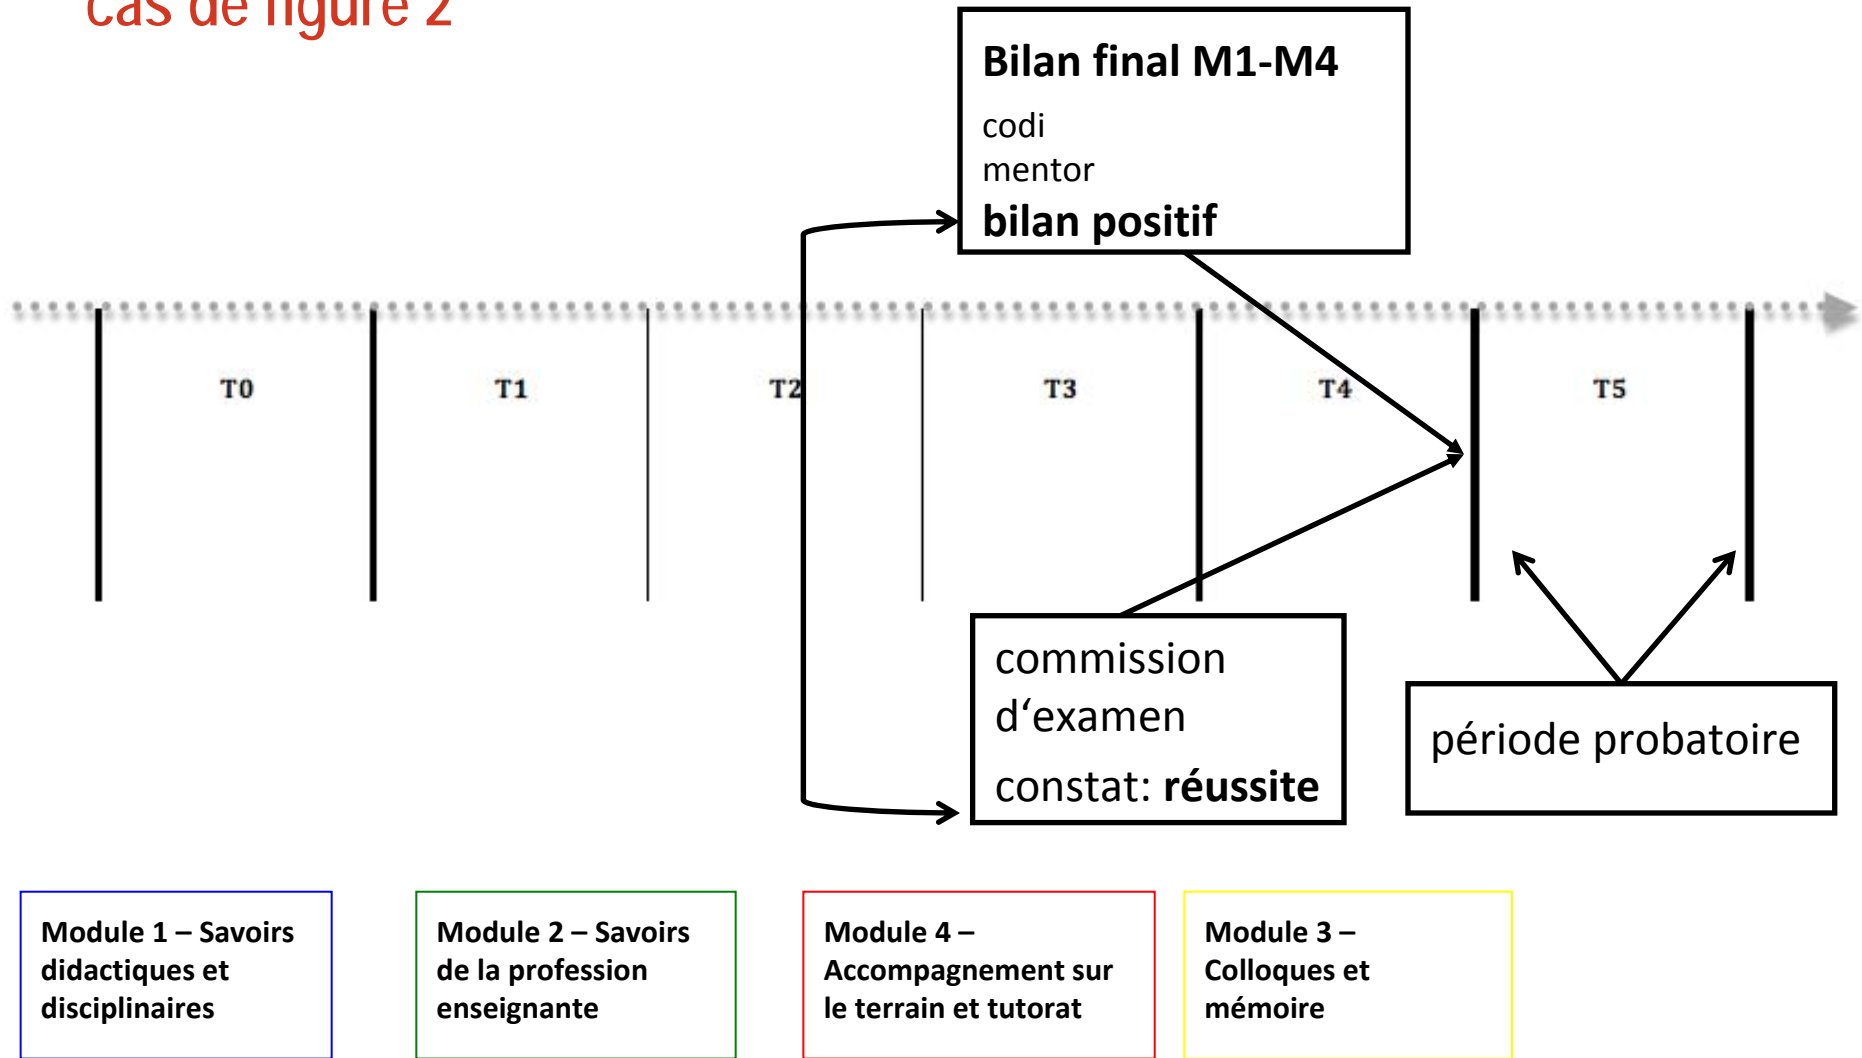 cas de figure 2
Bilan final M1-M4
codi
mentor
bilan positif
T0
T1
T2
T3
T4
T5
commission
d‘examen
constat: réussite
période probatoire
Module 1 – Savoirs
didactiques et
disciplinaires
Module 2 – Savoirs
de la profession
enseignante
Module 4 –
Accompagnement sur
le terrain et tutorat
Module 3 –
Colloques et
mémoire